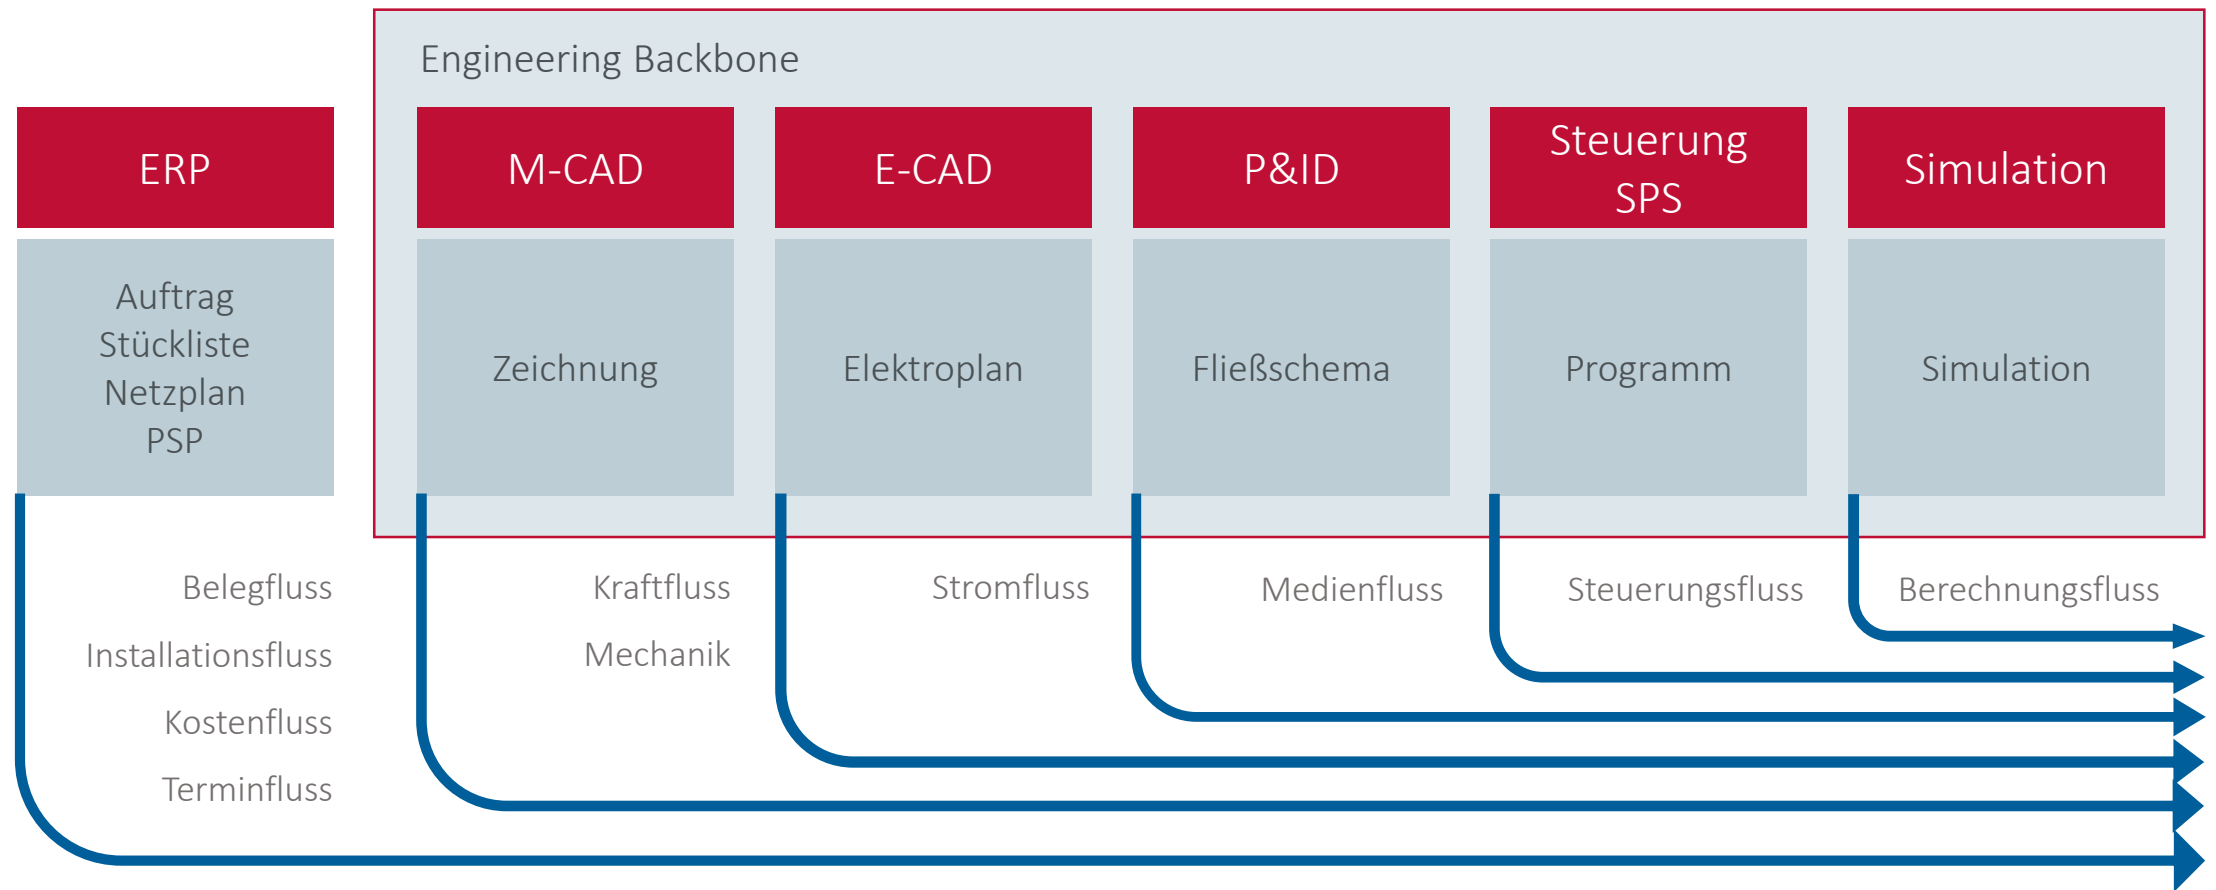 Engineering Backbone
ERP
M-CAD
E-CAD
P&ID
Steuerung
SPS
Simulation
Auftrag
Stückliste
Netzplan
PSP
Zeichnung
Elektroplan
Fließschema
Programm
Simulation
Belegfluss
Installationsfluss
Kostenfluss
Terminfluss
Kraftfluss
Mechanik
Stromfluss
Medienfluss
Steuerungsfluss
Berechnungsfluss